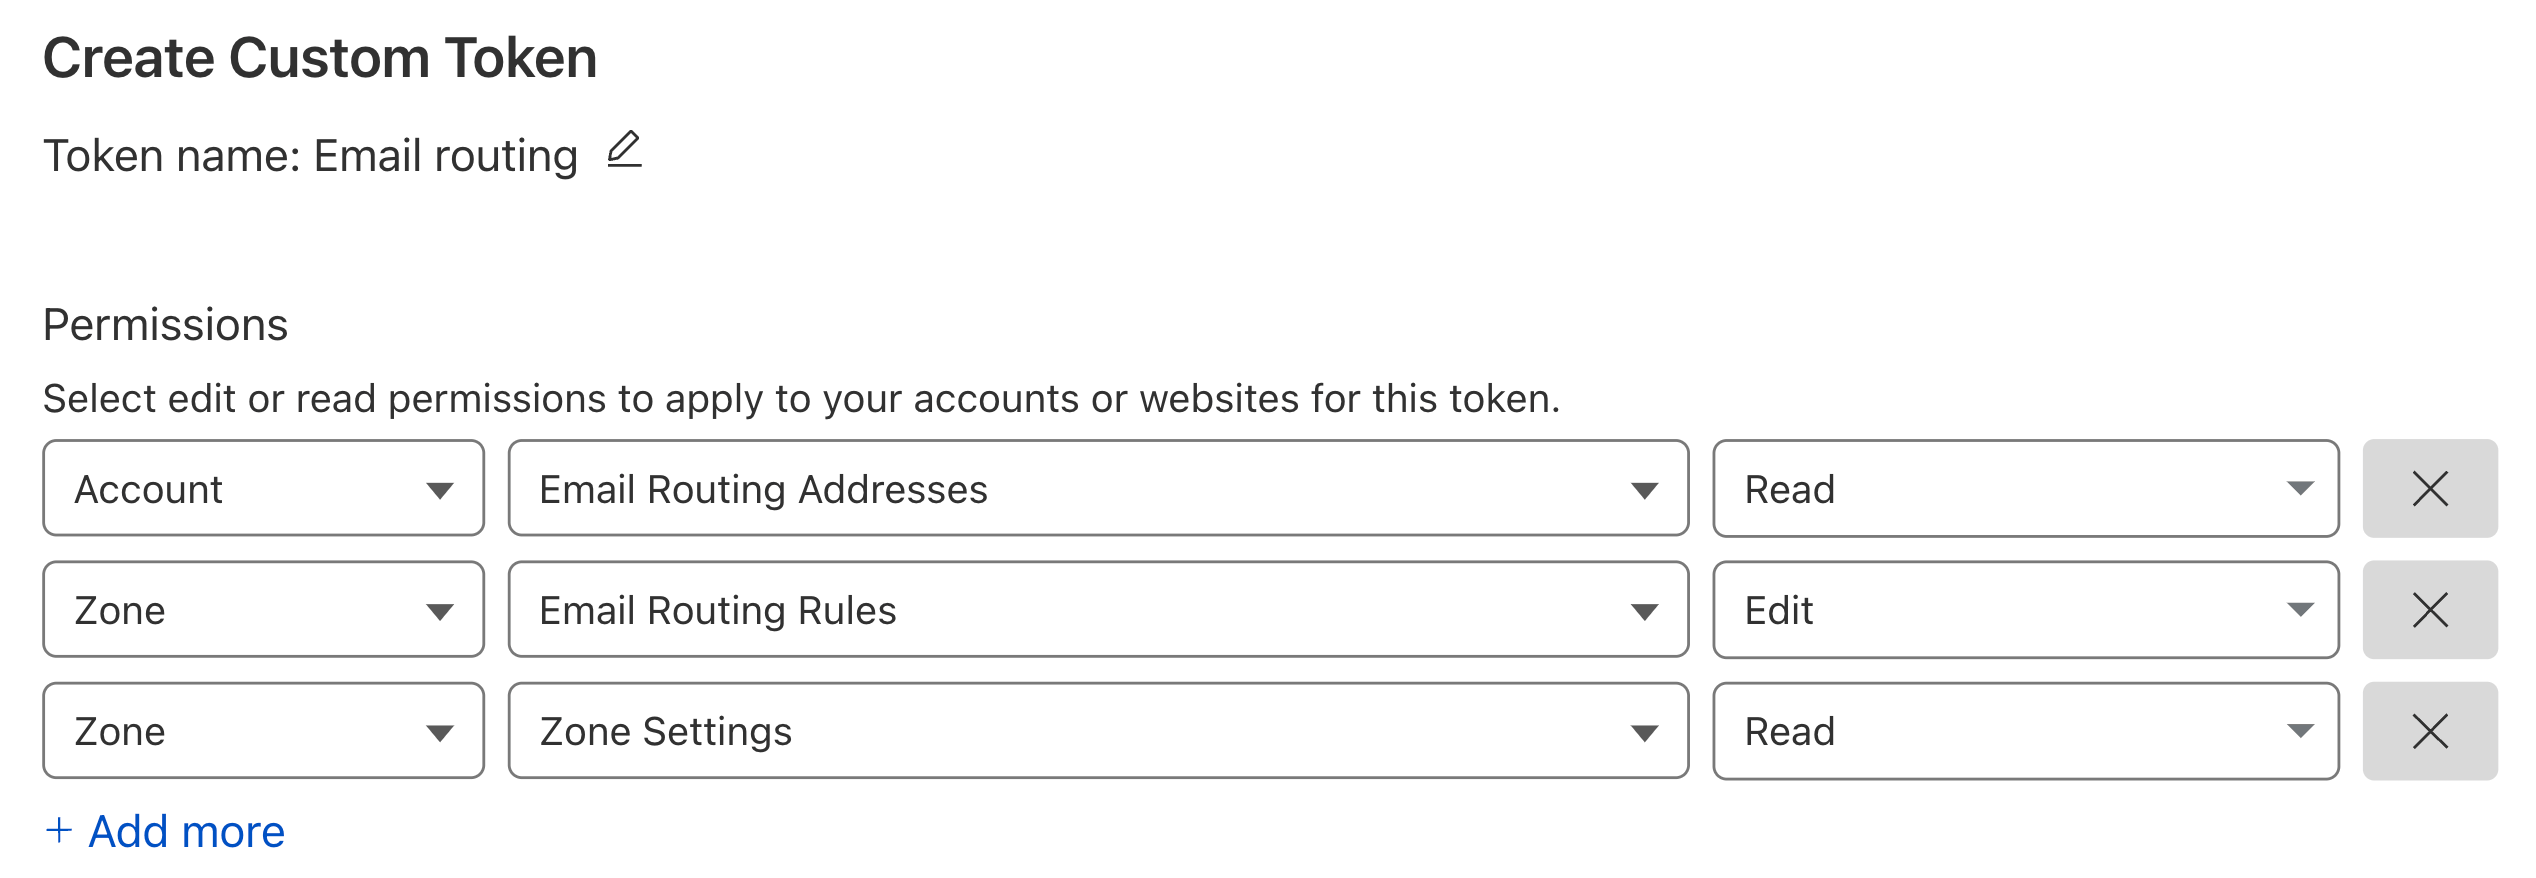 Create Custom Token
Token name: Email routing
Permissions
Select edit or read permissions to apply to your accounts or websites for this token.
Account Email Routing Addresses Read
Zone Email Routing Rules Edit
Zone Zone Settings Read
+ Add more